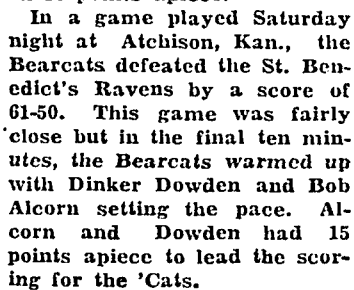 In a game played Saturday
night at Atchison, Kan., the
Bearcats defeated the St. Ben-
edict's Ravens by a score of
61-50. This game was fairly
close but in the final ten min-
utes, the Bearcats warmed up
with Dinker Dowden and Bob
Alcorn setting the pace. Al-
corn and Dowden had 15
points apiece to lead the scor-
ing for the 'Cats.